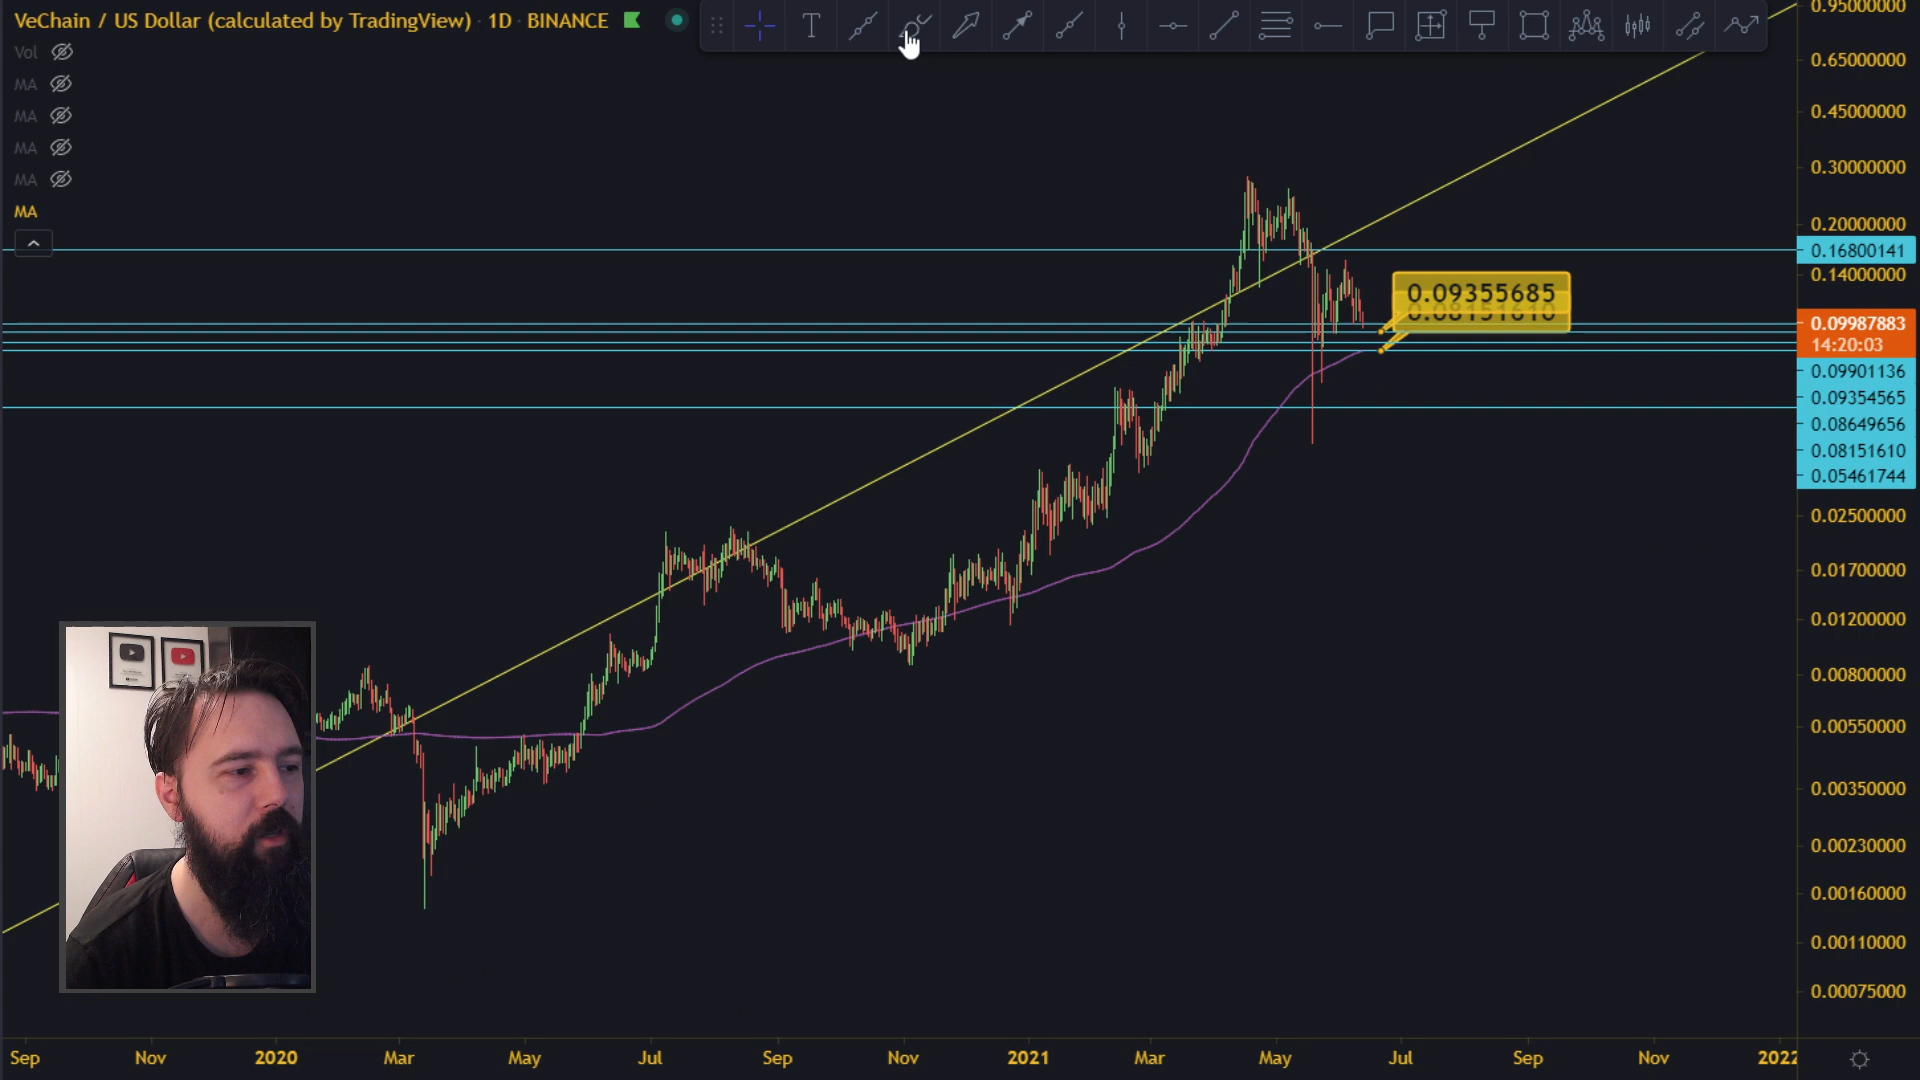 VeChain / US Dollar (calculated by TradingView) · 1D · BINANCE
Vol
MA
MA
MA
MA
MA
T
0.95000000
0.65000000
0.45000000
0.30000000
0.20000000
0.16800141
0.14000000
0.09987883
14:20:03
0.09901136
0.09354565
0.08649656
0.08151610
0.05461744
0.02500000
0.01700000
0.01200000
0.00800000
0.00550000
0.00350000
0.00230000
0.00160000
0.00110000
0.00075000
0.09355685
0.08151610
Sep Nov 2020 Mar May Jul Sep Nov 2021 Mar May Jul Sep Nov 2022